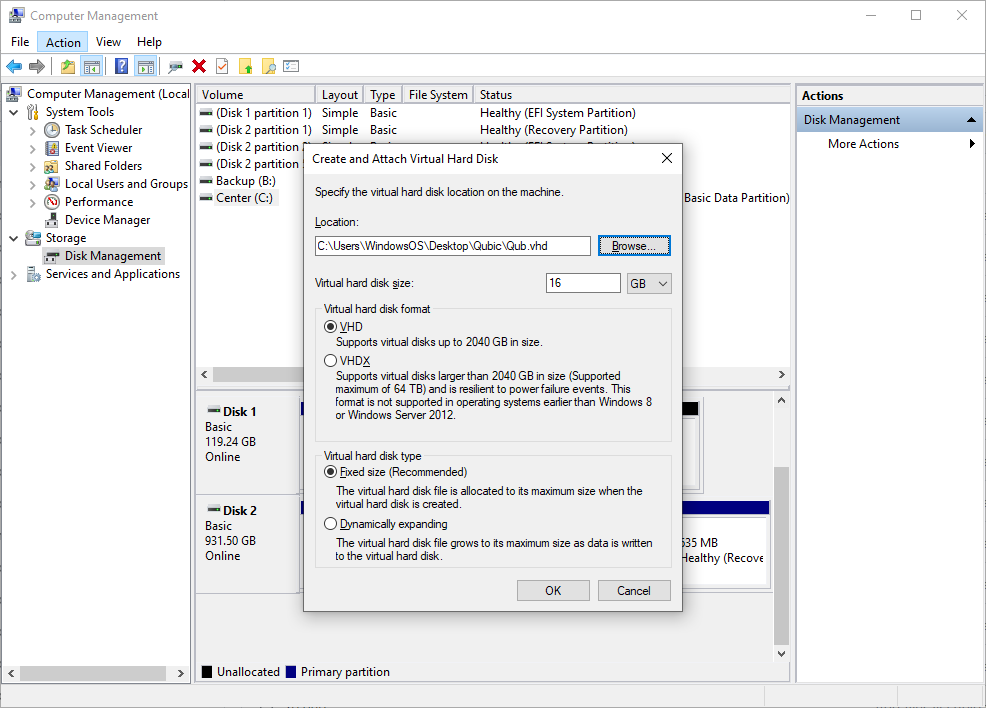 Computer Management
File Action View Help
Computer Management (Local
System Tools
Task Scheduler
Event Viewer
Shared Folders
Local Users and Groups
Performance
Device Manager
Storage
Disk Management
Services and Applications
Volume Layout Type File System Status
(Disk 1 partition 1) Simple Basic Healthy (EFI System Partition)
(Disk 2 partition 1) Simple Basic Healthy (Recovery Partition)
(Disk 2 partition
(Disk 2 partition
Backup (B:)
Center (C:) Basic Data Partition)
Disk 1
Basic
119.24 GB
Online
Disk 2
Basic
931.50 GB
Online
635 MB
Healthy (Recove
Unallocated Primary partition
Create and Attach Virtual Hard Disk
Specify the virtual hard disk location on the machine.
Location:
C:\Users\WindowsOS\Desktop\Qubic\Qub.vhd Browse...
Virtual hard disk size: 16 GB
Virtual hard disk format
VHD
Supports virtual disks up to 2040 GB in size.
VHDX
Supports virtual disks larger than 2040 GB in size (Supported
maximum of 64 TB) and is resilient to power failure events. This
format is not supported in operating systems earlier than Windows 8
or Windows Server 2012.
Virtual hard disk type
Fixed size (Recommended)
The virtual hard disk file is allocated to its maximum size when the
virtual hard disk is created.
Dynamically expanding
The virtual hard disk file grows to its maximum size as data is written
to the virtual hard disk.
OK Cancel
Actions
Disk Management
More Actions